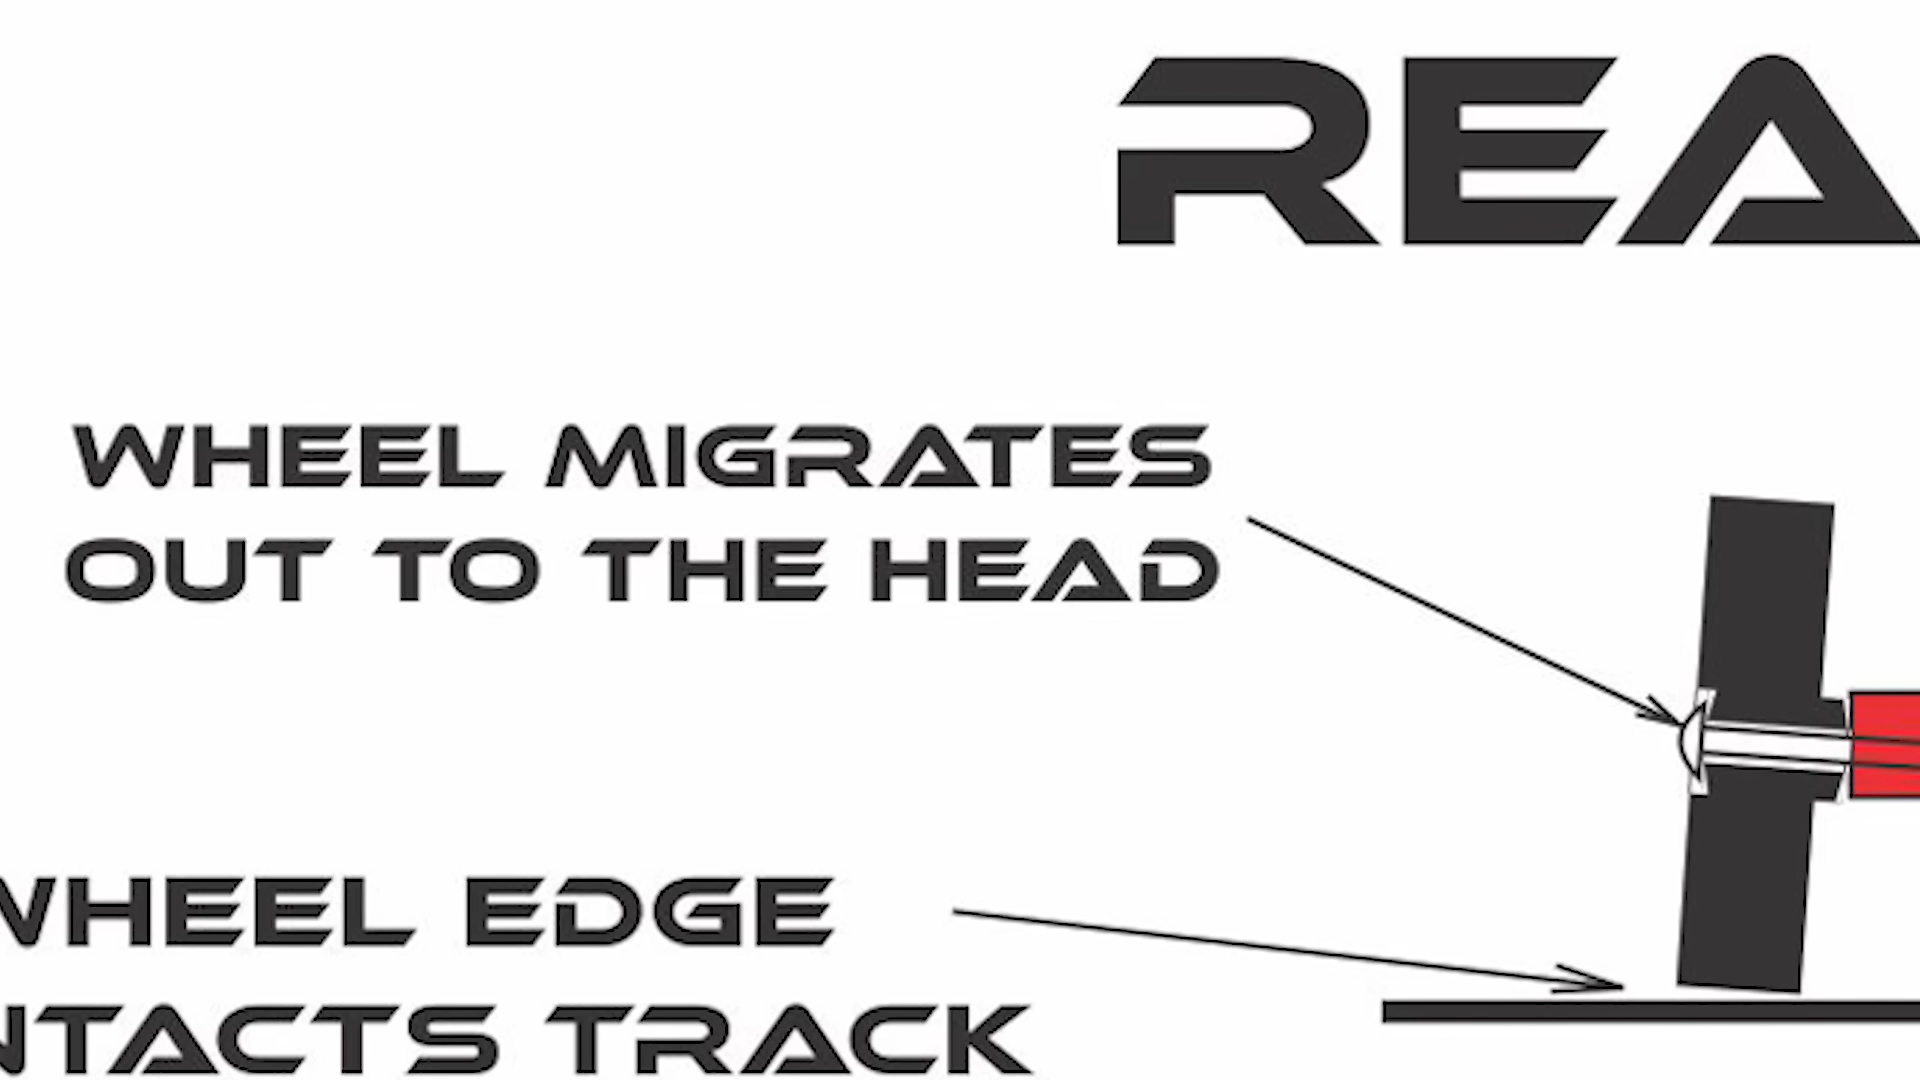 REA
WHEEL MIGRATES
OUT TO THE HEAD
WHEEL EDGE
NTACTS TRACK